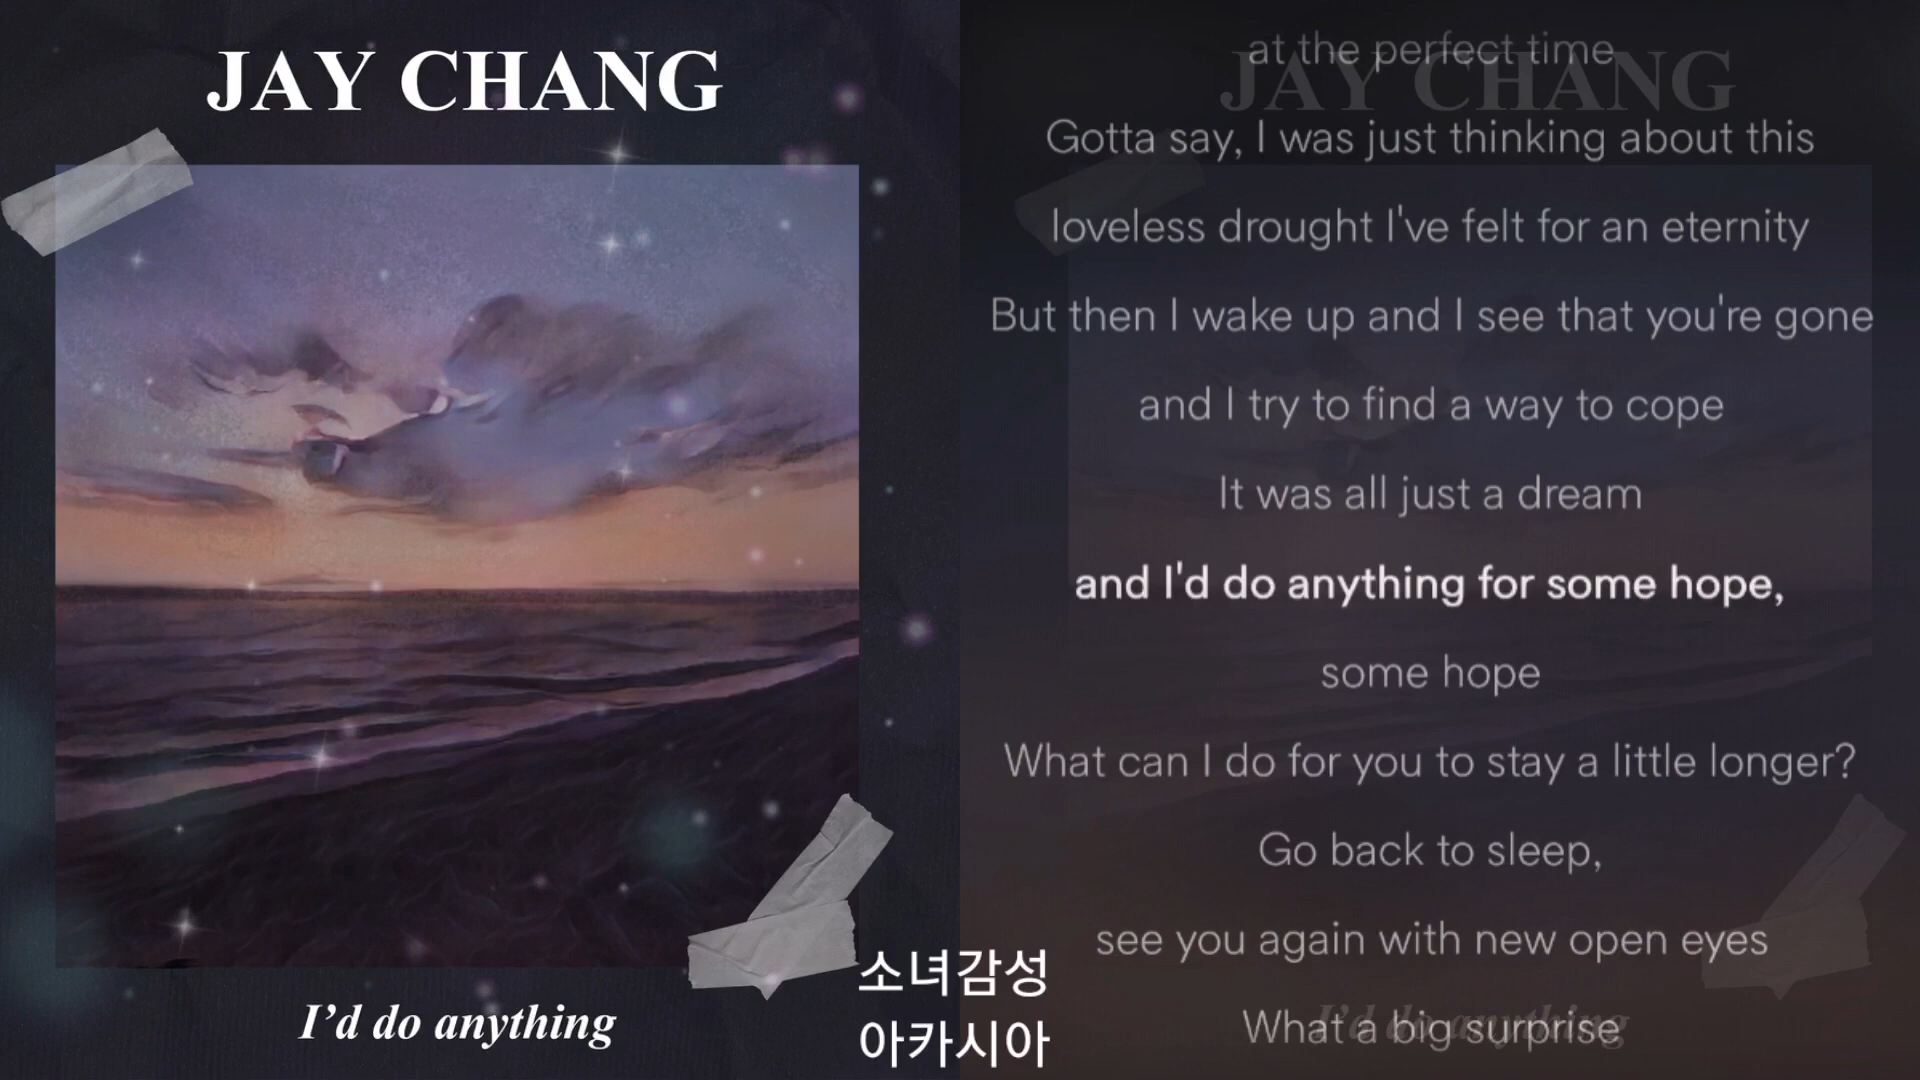 JAY CHANG
I’d do anything
소녀감성
아카시아
at the perfect time
JAY CHANG
Gotta say, I was just thinking about this
loveless drought I've felt for an eternity
But then I wake up and I see that you're gone
and I try to find a way to cope
It was all just a dream
and I'd do anything for some hope,
some hope
What can I do for you to stay a little longer?
Go back to sleep,
see you again with new open eyes
What a big surprise
I’d do anything